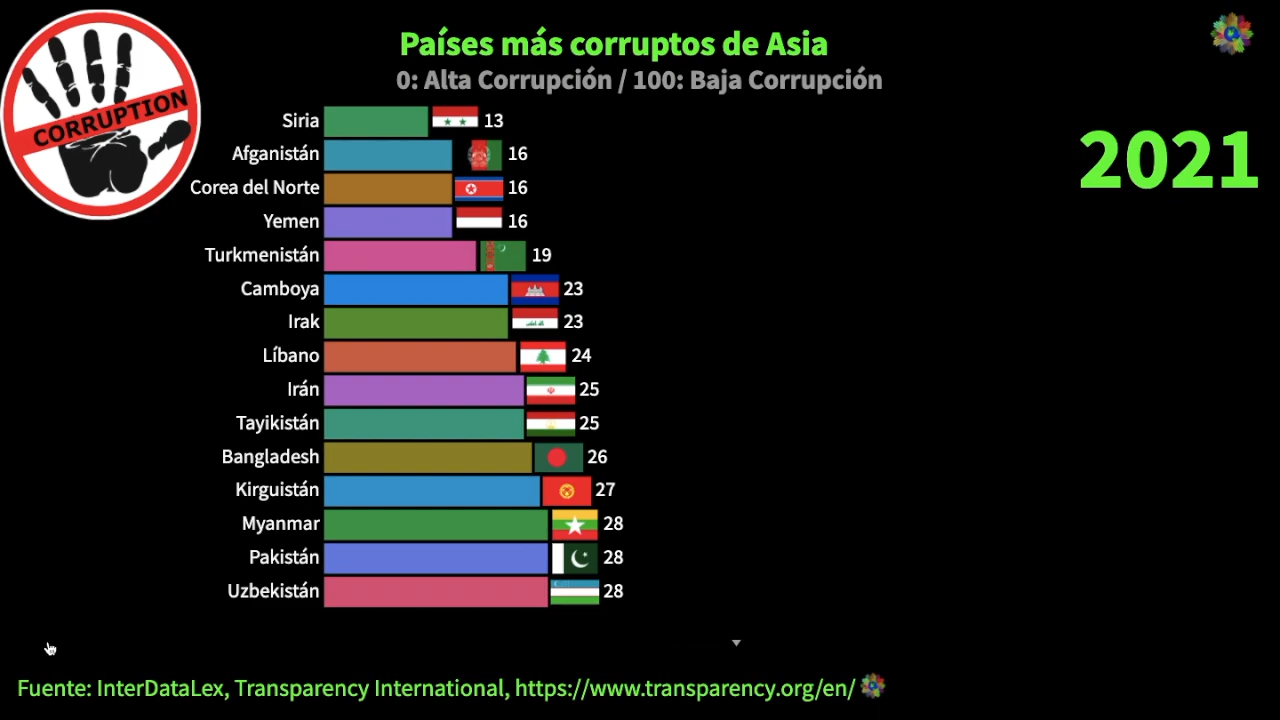 Países más corruptos de Asia
0: Alta Corrupción / 100: Baja Corrupción
CORRUPTION
2021
Siria 13
Afganistán 16
Corea del Norte 16
Yemen 16
Turkmenistán 19
Camboya 23
Irak 23
Líbano 24
Irán 25
Tayikistán 25
Bangladesh 26
Kirguistán 27
Myanmar 28
Pakistán 28
Uzbekistán 28
Fuente: InterDataLex, Transparency International, https://www.transparency.org/en/